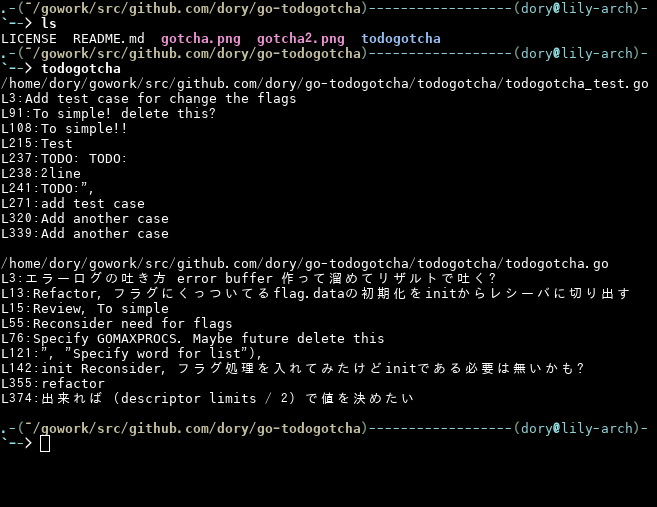 .-(~/gowork/src/github.com/dory/go-todogotcha)------------------(dory@lily-arch)-
`--> ls
LICENSE  README.md  gotcha.png  gotcha2.png  todogotcha
.-(~/gowork/src/github.com/dory/go-todogotcha)------------------(dory@lily-arch)-
`--> todogotcha
/home/dory/gowork/src/github.com/dory/go-todogotcha/todogotcha/todogotcha_test.go
L3:Add test case for change the flags
L91:To simple! delete this?
L108:To simple!!
L215:Test
L237:TODO: TODO:
L238:2line
L241:TODO:",
L271:add test case
L320:Add another case
L339:Add another case

/home/dory/gowork/src/github.com/dory/go-todogotcha/todogotcha/todogotcha.go
L3:エラーログの吐き方 error buffer 作って溜めてリザルトで吐く?
L13:Refactor, フラグにくっついてるflag.dataの初期化をinitからレシーバに切り出す
L15:Review, To simple
L55:Reconsider need for flags
L76:Specify GOMAXPROCS. Maybe future delete this
L121:", "Specify word for list"),
L142:init Reconsider, フラグ処理を入れてみたけどinitである必要は無いかも?
L355:refactor
L374:出来れば (descriptor limits / 2) で値を決めたい

.-(~/gowork/src/github.com/dory/go-todogotcha)------------------(dory@lily-arch)-
`-->